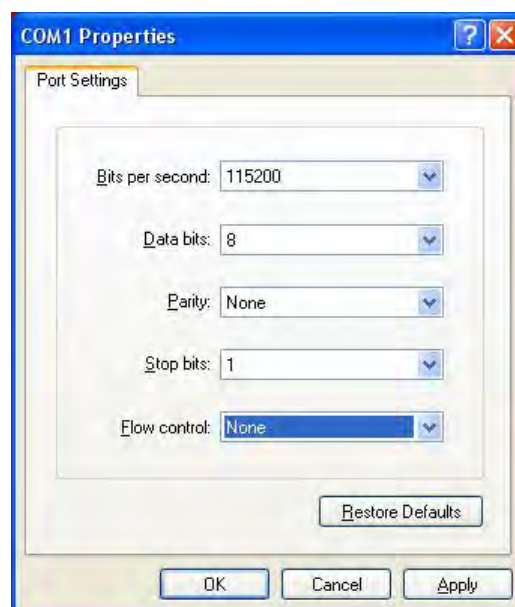 COM1 Properties
Port Settings
Bits per second: 115200
Data bits: 8
Parity: None
Stop bits: 1
Flow control: None
Restore Defaults
OK Cancel Apply